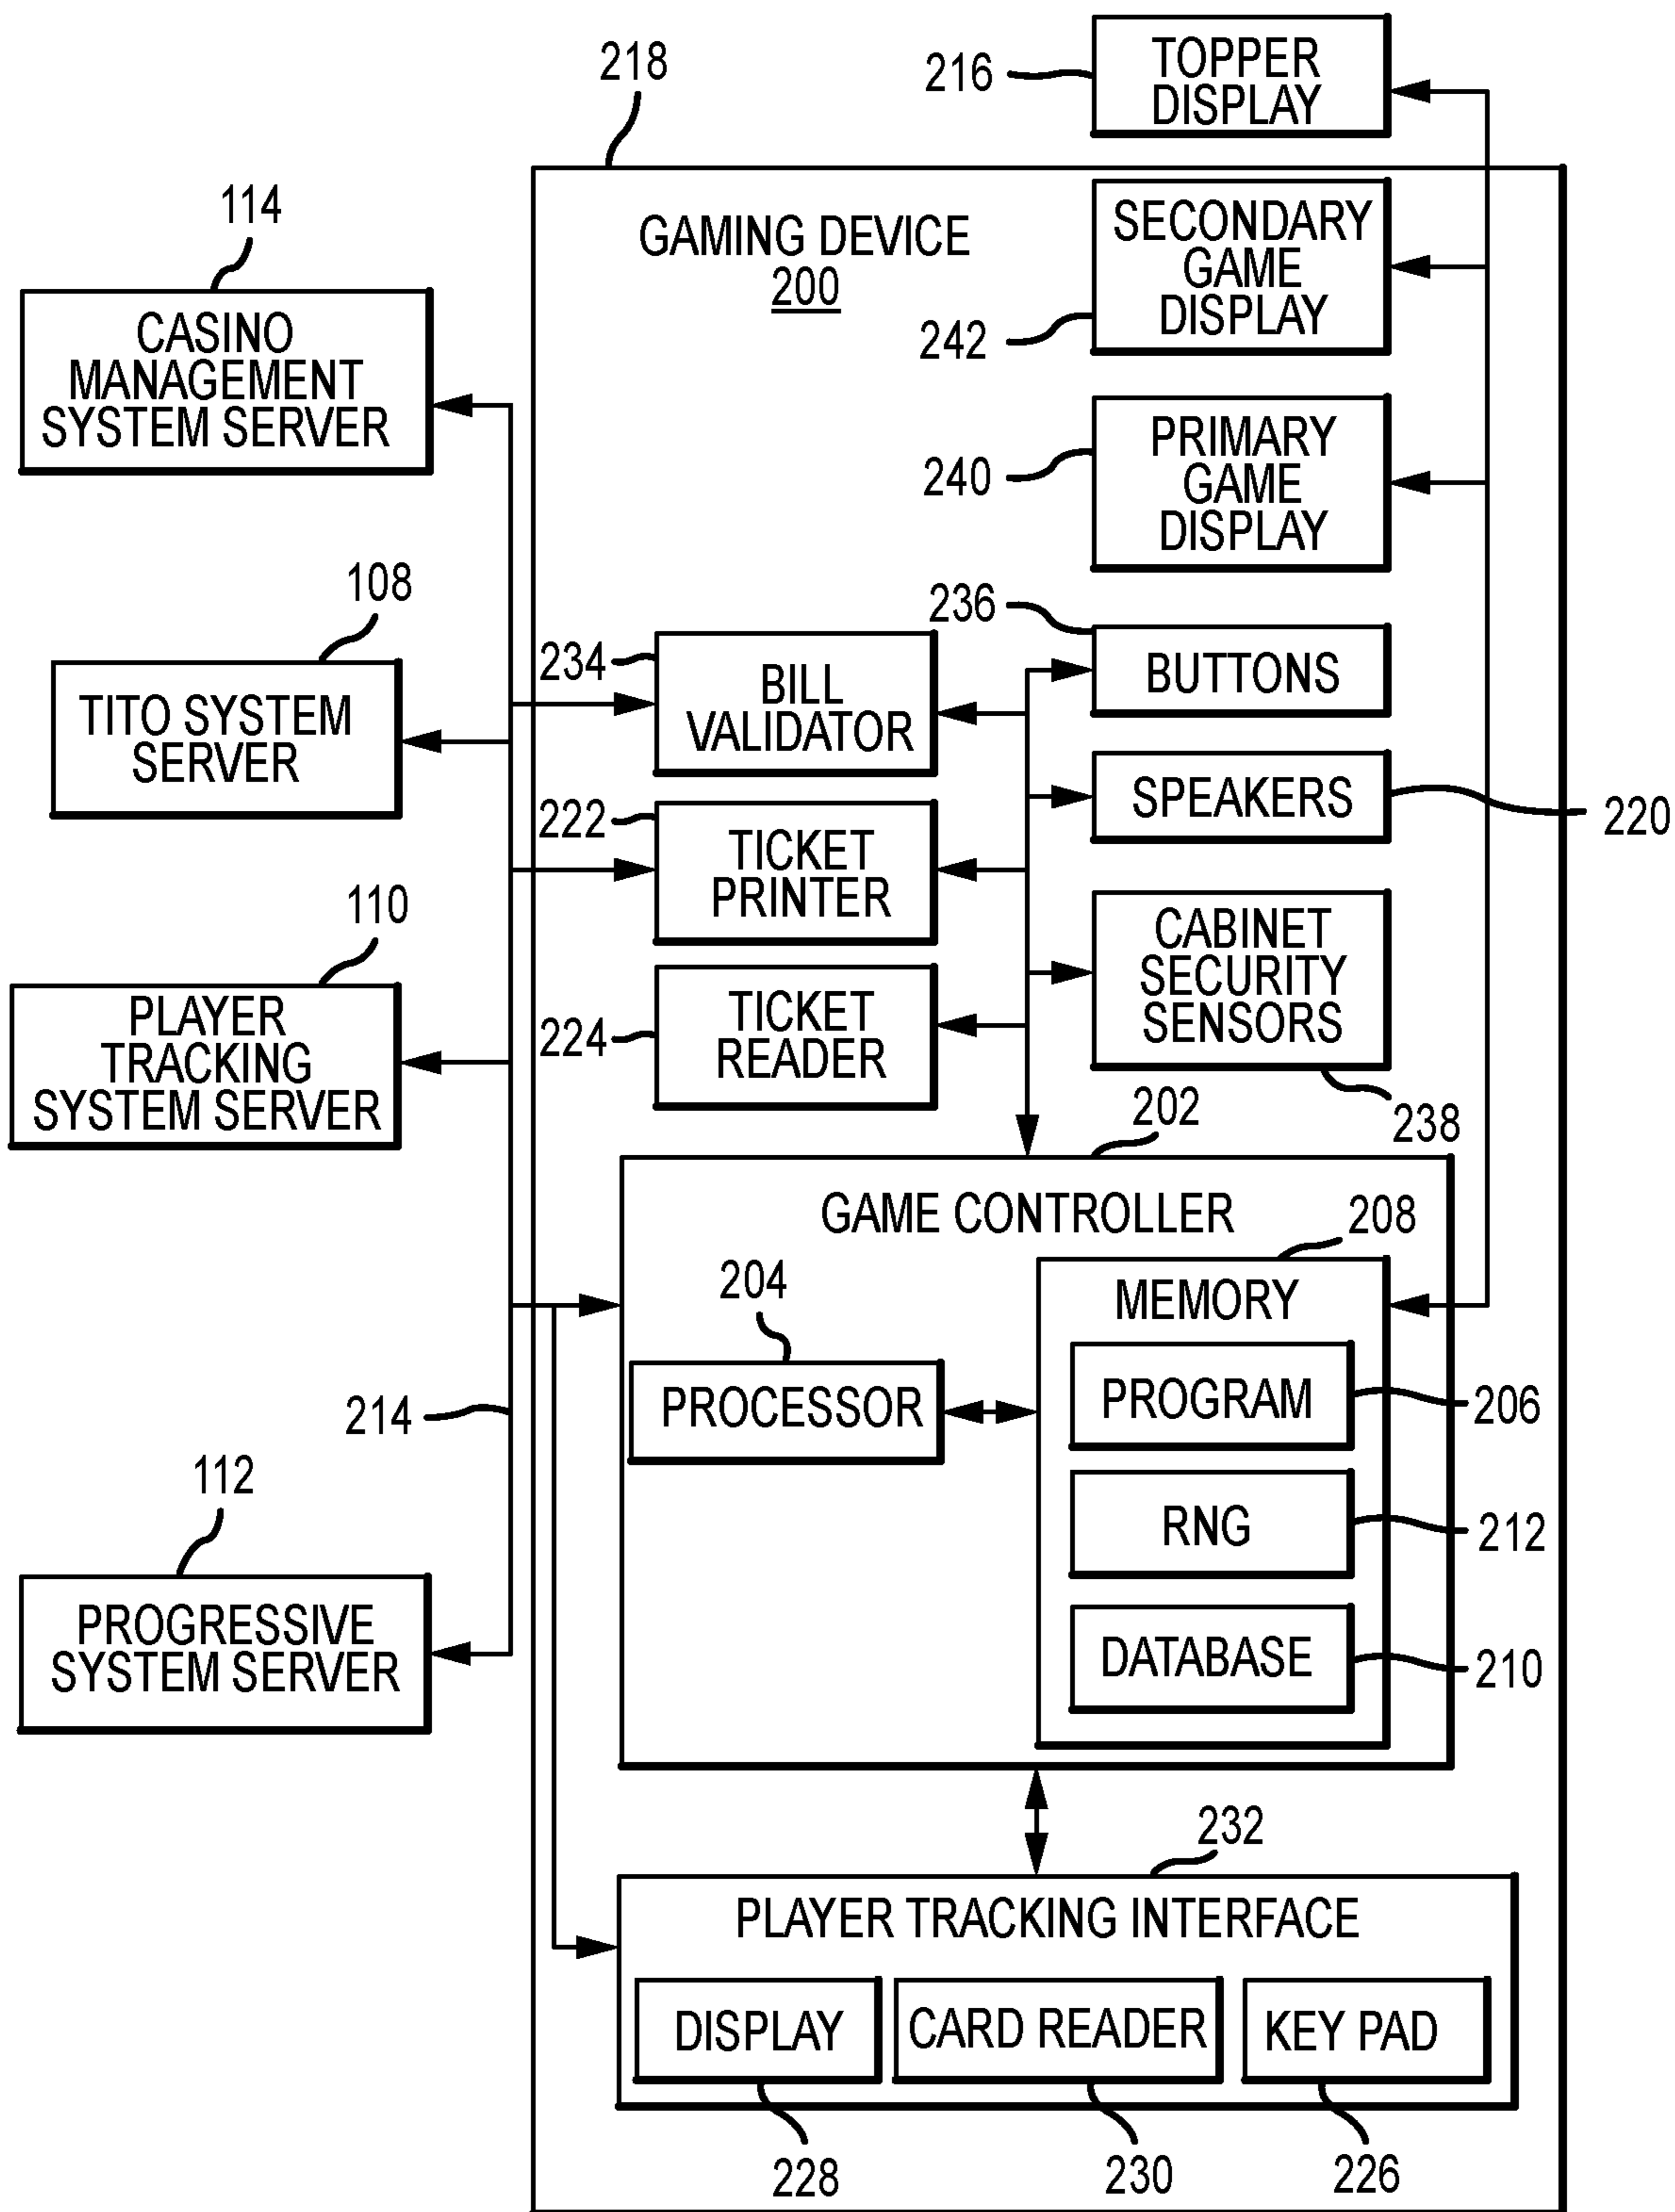 216
TOPPER
DISPLAY
218
114
GAMING DEVICE
200
SECONDARY
GAME
DISPLAY
242
CASINO
MANAGEMENT
SYSTEM SERVER
PRIMARY
GAME
DISPLAY
240
108
TITO SYSTEM
SERVER
234
BILL
VALIDATOR
236
BUTTONS
SPEAKERS
220
222
TICKET
PRINTER
110
PLAYER
TRACKING
SYSTEM SERVER
224
TICKET
READER
CABINET
SECURITY
SENSORS
238
202
GAME CONTROLLER
208
204
PROCESSOR
MEMORY
PROGRAM
206
RNG
212
DATABASE
210
214
112
PROGRESSIVE
SYSTEM SERVER
232
PLAYER TRACKING INTERFACE
DISPLAY
CARD READER
KEY PAD
228
230
226